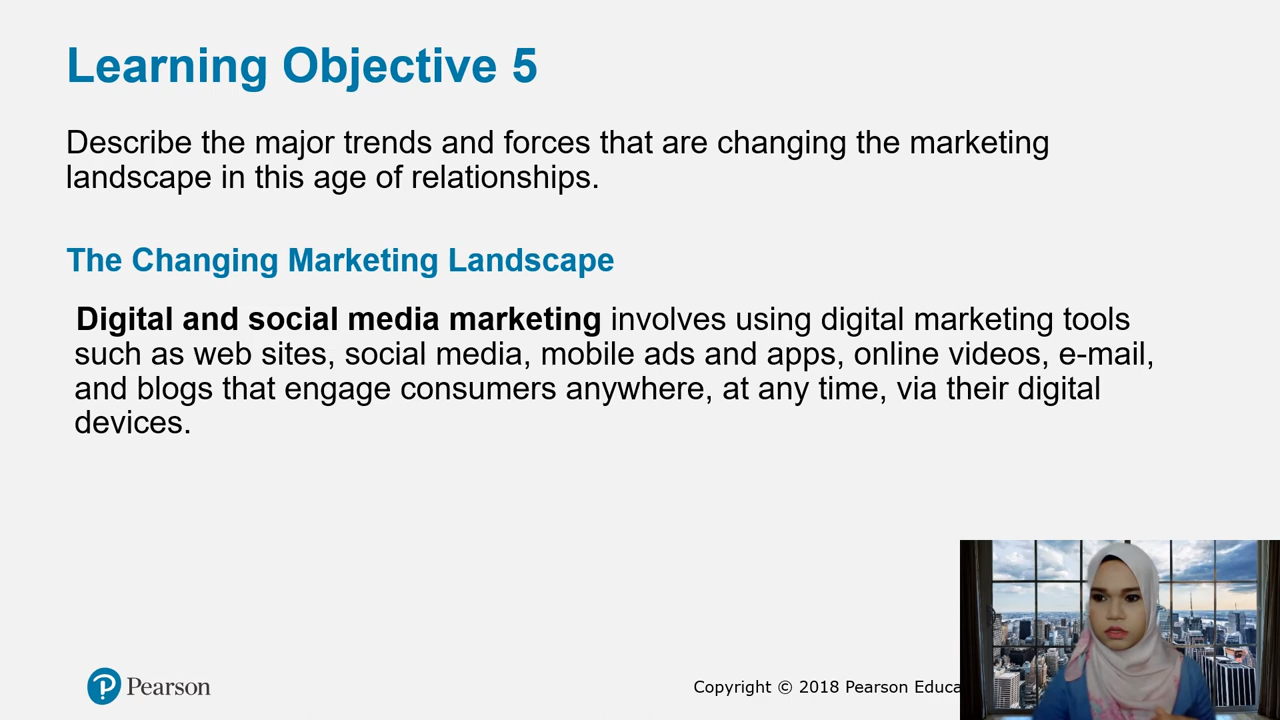 Learning Objective 5
Describe the major trends and forces that are changing the marketing
landscape in this age of relationships.
The Changing Marketing Landscape
Digital and social media marketing involves using digital marketing tools
such as web sites, social media, mobile ads and apps, online videos, e-mail,
and blogs that engage consumers anywhere, at any time, via their digital
devices.
Pearson
Copyright © 2018 Pearson Educa